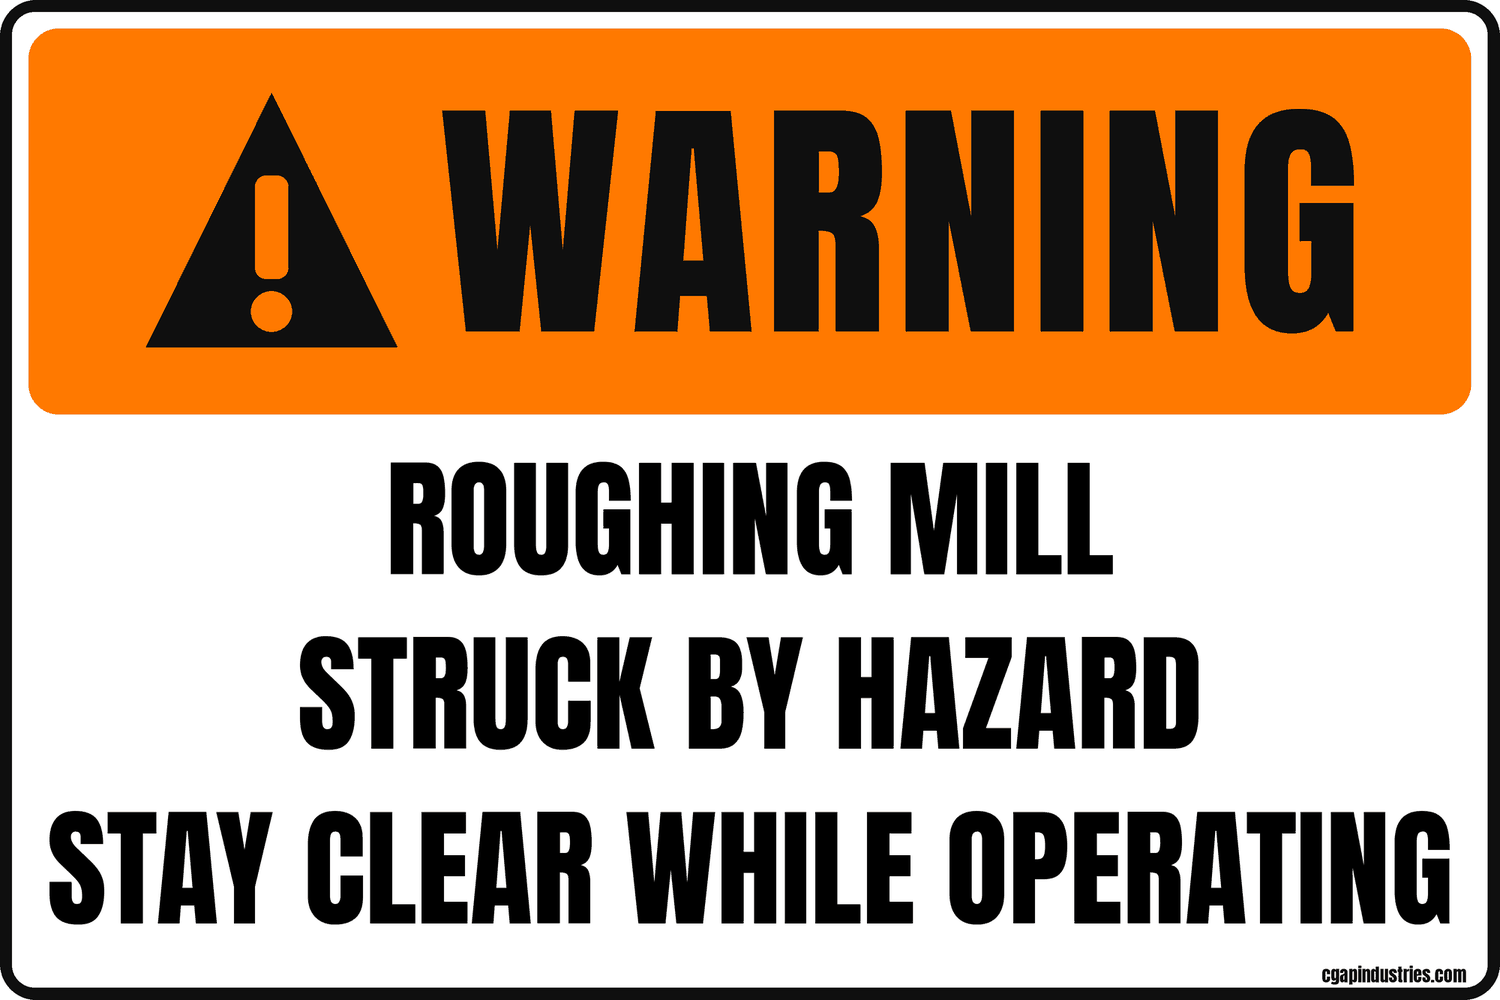 WARNING
ROUGHING MILL
STRUCK BY HAZARD
STAY CLEAR WHILE OPERATING
cgapindustries.com